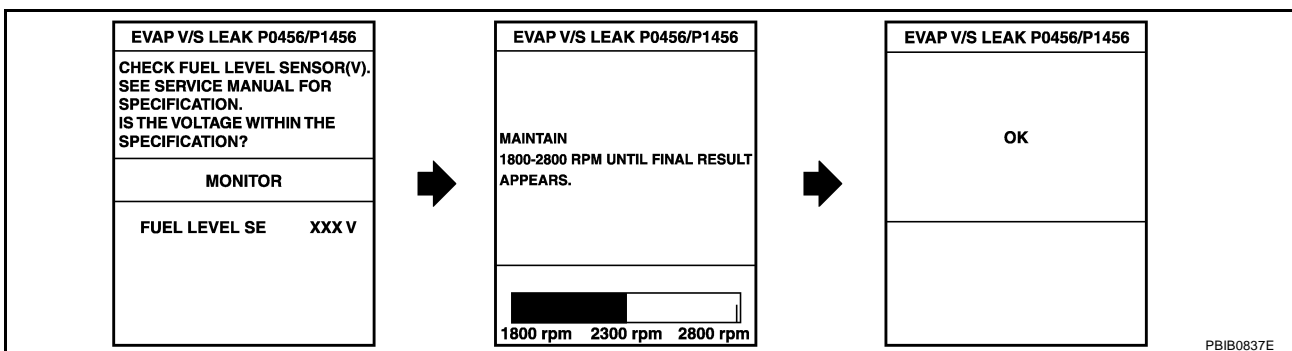 EVAP V/S LEAK P0456/P1456
CHECK FUEL LEVEL SENSOR(V).
SEE SERVICE MANUAL FOR
SPECIFICATION.
IS THE VOLTAGE WITHIN THE
SPECIFICATION?
MONITOR
FUEL LEVEL SE XXX V
EVAP V/S LEAK P0456/P1456
MAINTAIN
1800-2800 RPM UNTIL FINAL RESULT
APPEARS.
1800 rpm 2300 rpm 2800 rpm
EVAP V/S LEAK P0456/P1456
OK
PBIB0837E